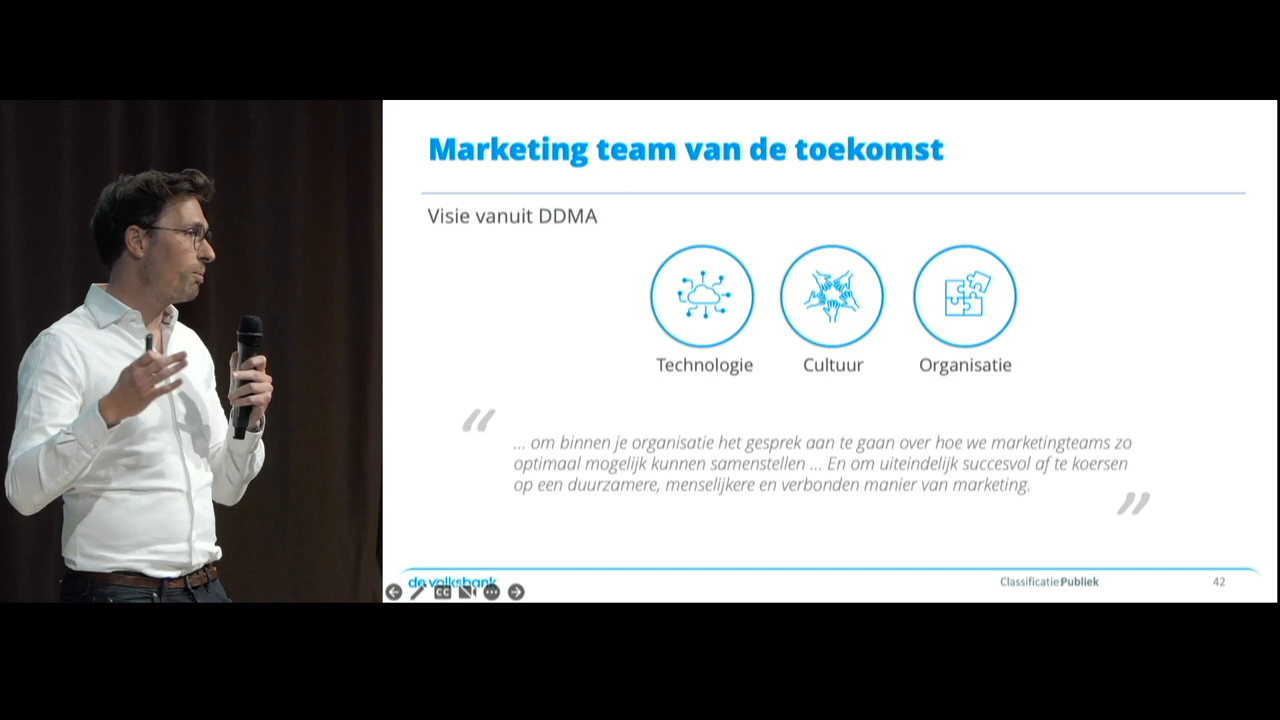 Marketing team van de toekomst
Visie vanuit DDMA
Technologie
Cultuur
Organisatie
“
... om binnen je organisatie het gesprek aan te gaan over hoe we marketingteams zo
optimaal mogelijk kunnen samenstellen ... En om uiteindelijk succesvol af te koersen
op een duurzamere, menselijkere en verbonden manier van marketing.
”
de volksbank
Classificatie: Publiek
42
CC